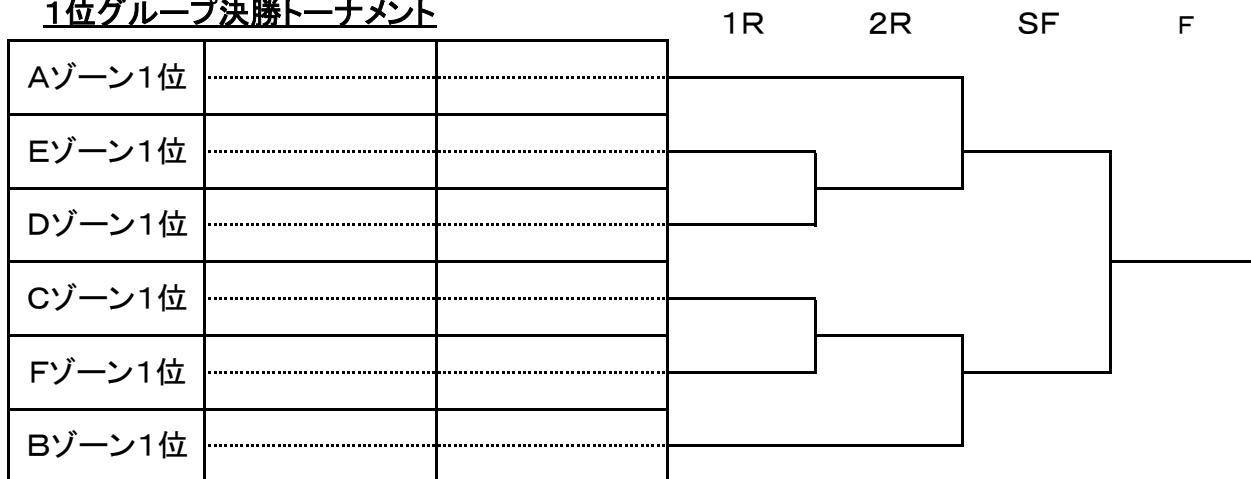 1位グループ決勝トーナメント
1R 2R SF F
Aゾーン1位
Eゾーン1位
Dゾーン1位
Cゾーン1位
Fゾーン1位
Bゾーン1位